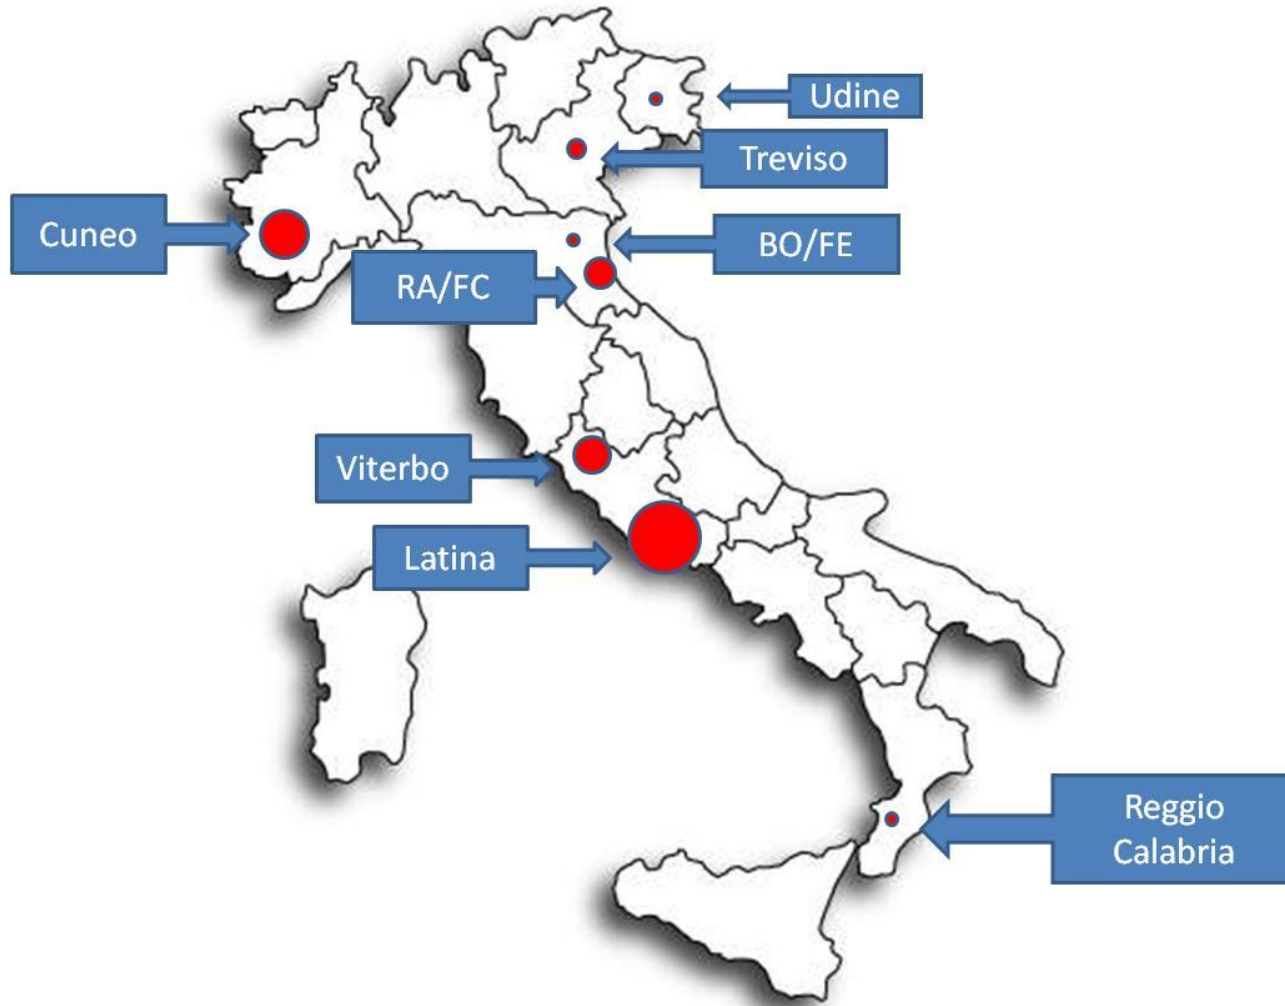 Udine
Treviso
Cuneo
BO/FE
RA/FC
Viterbo
Latina
Reggio
Calabria